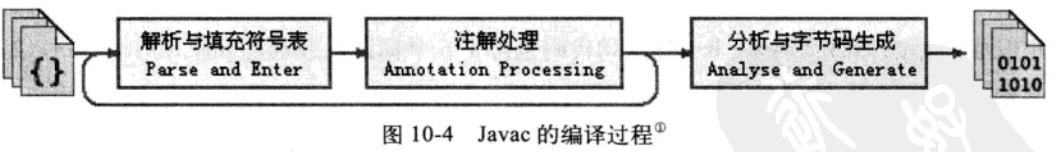 {}
解析与填充符号表
Parse and Enter
注解处理
Annotation Processing
分析与字节码生成
Analyse and Generate
0101
1010
图 10-4 Javac 的编译过程①